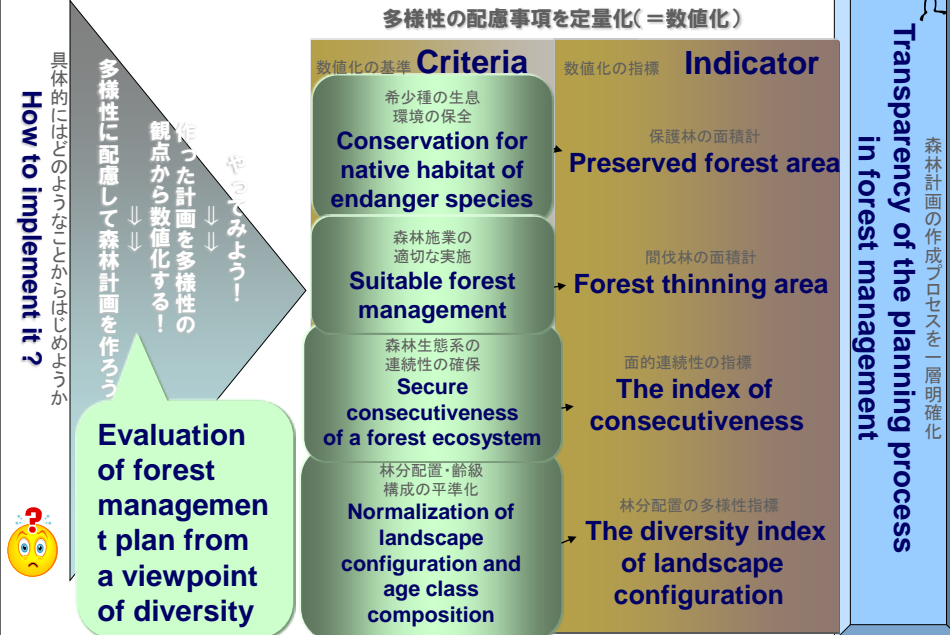 多様性の配慮事項を定量化(＝数値化)
具体的にはどのようなことからはじめようか
How to implement it ?
多様性に配慮して森林計画を作ろう
⇓⇓
作った計画を多様性の
観点から数値化する！
⇓⇓
やってみよう！
Evaluation
of forest
managemen
t plan from
a viewpoint
of diversity
?
数値化の基準 Criteria
希少種の生息
環境の保全
Conservation for
native habitat of
endanger species
森林施業の
適切な実施
Suitable forest
management
森林生態系の
連続性の確保
Secure
consecutiveness
of a forest ecosystem
林分配置・齢級
構成の平準化
Normalization of
landscape
configuration and
age class
composition
数値化の指標 Indicator
保護林の面積計
Preserved forest area
間伐林の面積計
Forest thinning area
面的連続性の指標
The index of
consecutiveness
林分配置の多様性指標
The diversity index
of landscape
configuration
森林計画の作成プロセスを一層明確化
Transparency of the planning process
in forest management